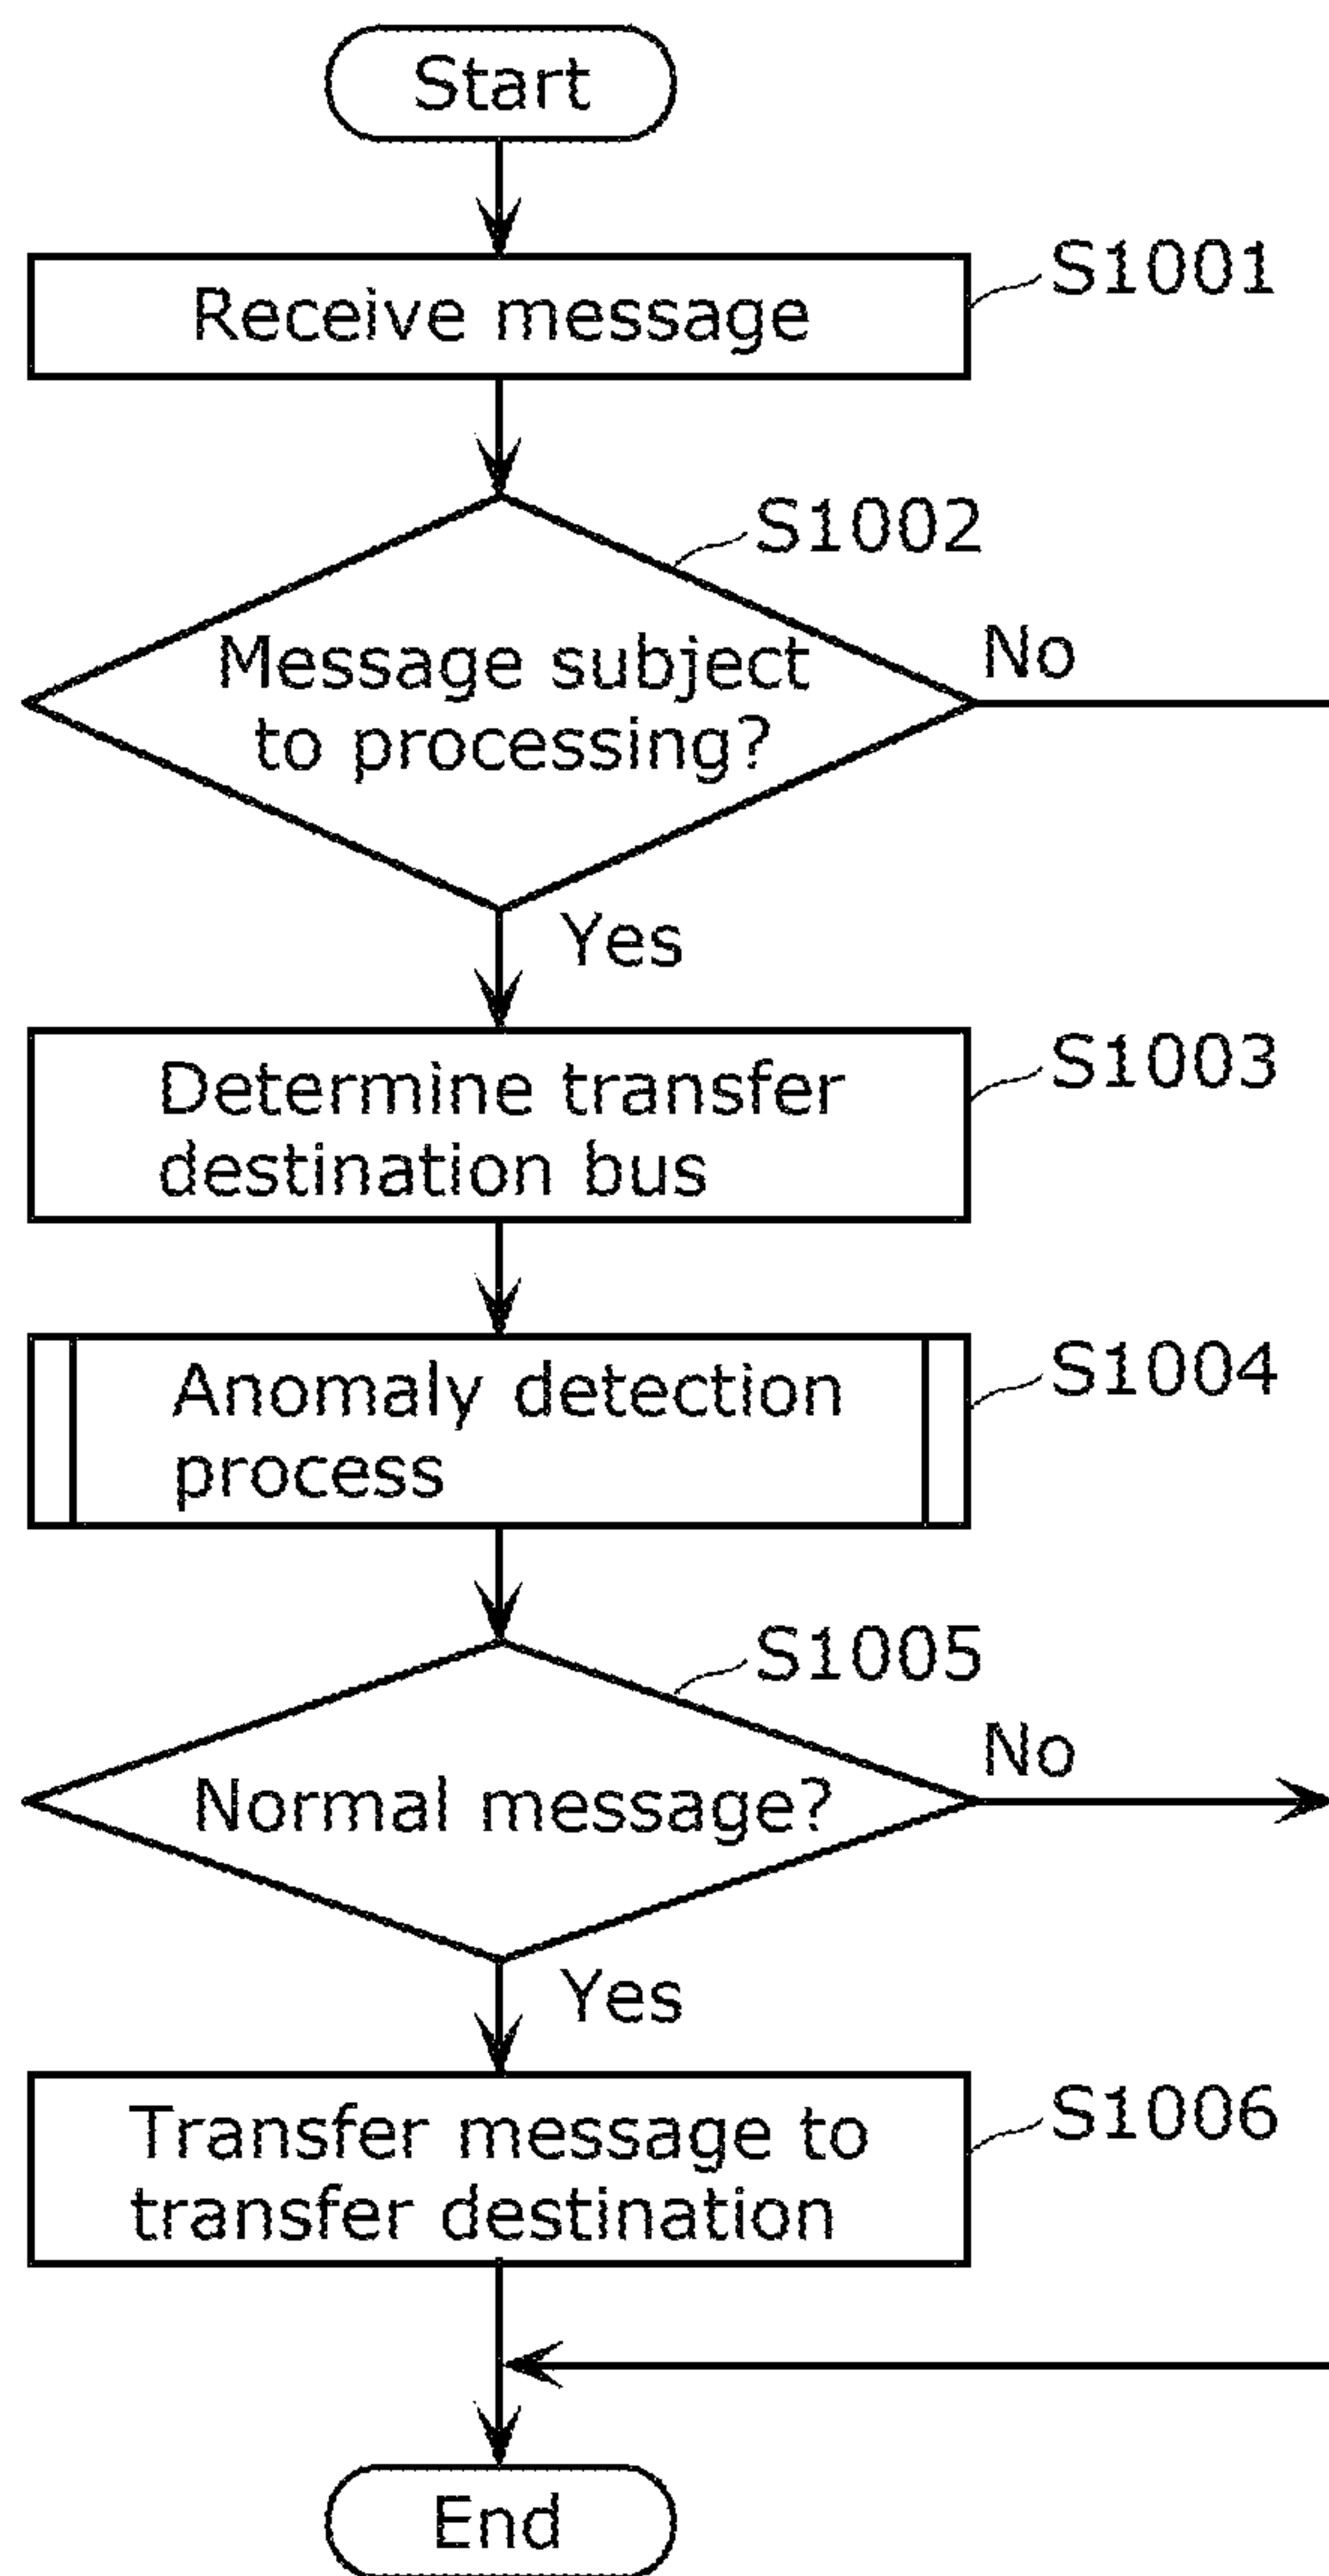 Start
Receive message
S1001
S1002
Message subject
to processing?
No
Yes
Determine transfer
destination bus
S1003
Anomaly detection
process
S1004
S1005
Normal message?
No
Yes
Transfer message to
transfer destination
S1006
End